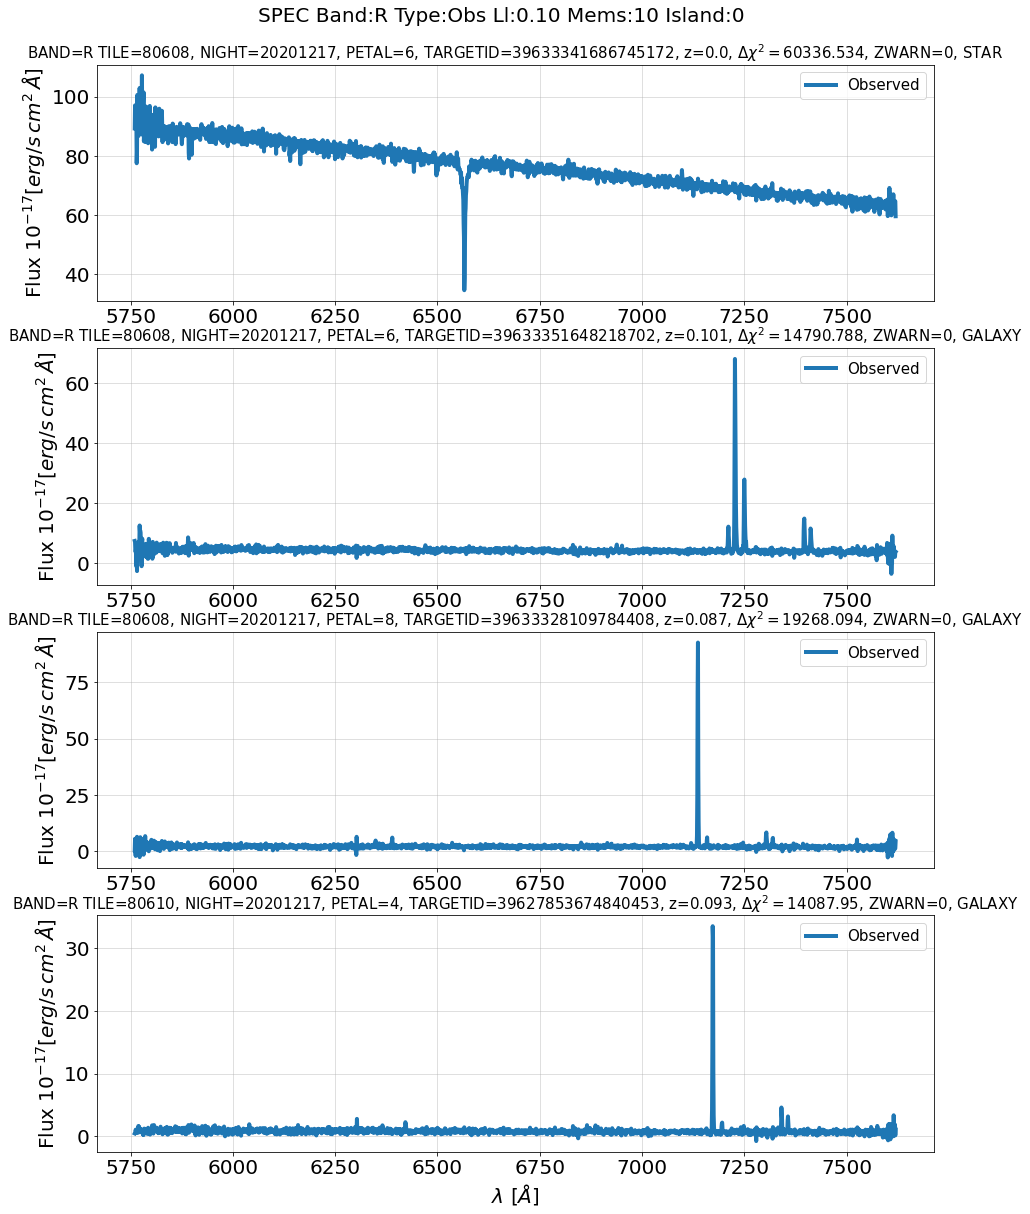 SPEC Band:R Type:Obs Ll:0.10 Mems:10 Island:0
BAND=R TILE=80608, NIGHT=20201217, PETAL=6, TARGETID=39633341686745172, z=0.0, Δχ² = 60336.534, ZWARN=0, STAR
Flux 10⁻¹⁷[erg/s cm² Å]
100
80
60
40
Observed
5750 6000 6250 6500 6750 7000 7250 7500
BAND=R TILE=80608, NIGHT=20201217, PETAL=6, TARGETID=39633351648218702, z=0.101, Δχ² = 14790.788, ZWARN=0, GALAXY
Flux 10⁻¹⁷[erg/s cm² Å]
60
40
20
0
Observed
5750 6000 6250 6500 6750 7000 7250 7500
BAND=R TILE=80608, NIGHT=20201217, PETAL=8, TARGETID=39633328109784408, z=0.087, Δχ² = 19268.094, ZWARN=0, GALAXY
Flux 10⁻¹⁷[erg/s cm² Å]
75
50
25
0
Observed
5750 6000 6250 6500 6750 7000 7250 7500
BAND=R TILE=80610, NIGHT=20201217, PETAL=4, TARGETID=39627853674840453, z=0.093, Δχ² = 14087.95, ZWARN=0, GALAXY
Flux 10⁻¹⁷[erg/s cm² Å]
30
20
10
0
Observed
5750 6000 6250 6500 6750 7000 7250 7500
λ [Å]